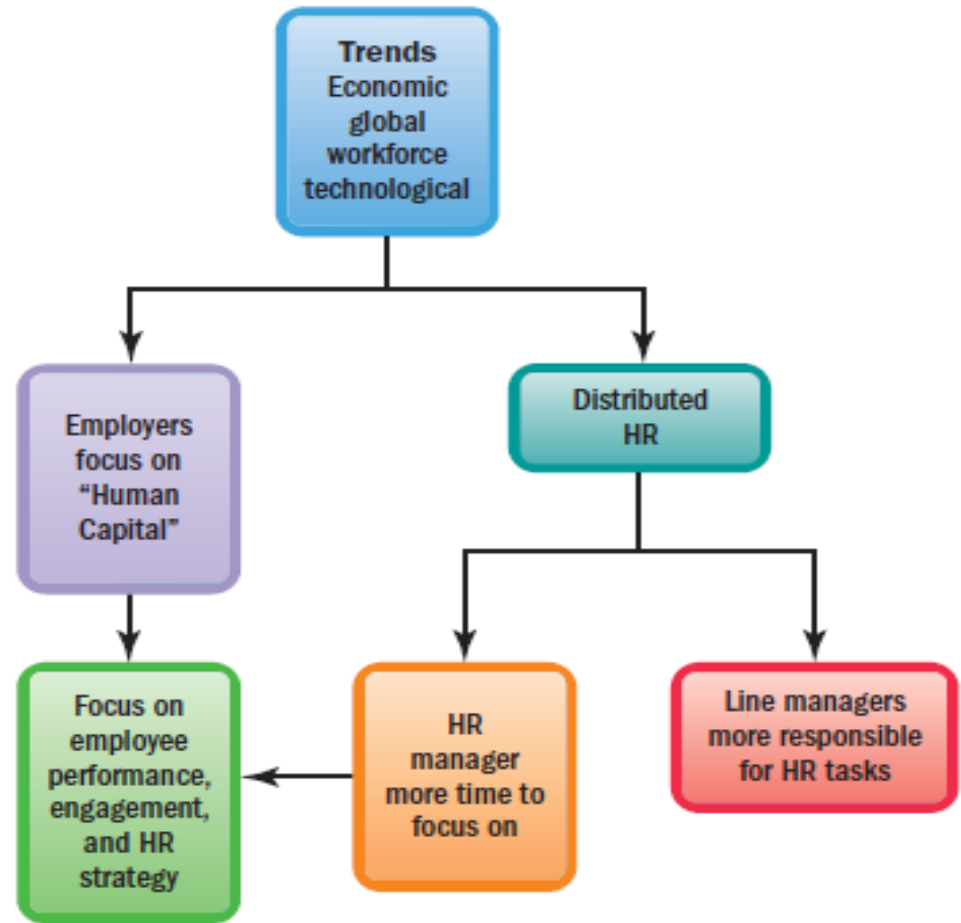 Trends
Economic
global
workforce
technological
Employers
focus on
“Human
Capital”
Distributed
HR
Focus on
employee
performance,
engagement,
and HR
strategy
HR
manager
more time to
focus on
Line managers
more responsible
for HR tasks